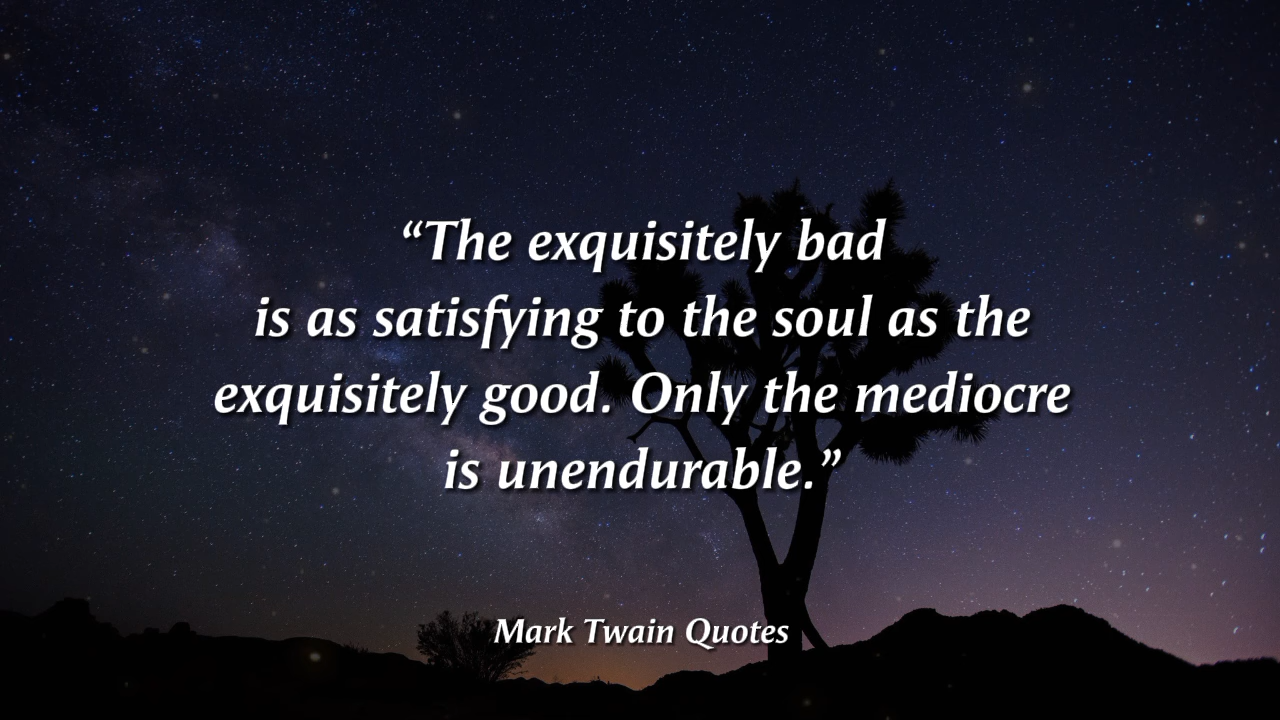 “The exquisitely bad
is as satisfying to the soul as the
exquisitely good. Only the mediocre
is unendurable.”
Mark Twain Quotes